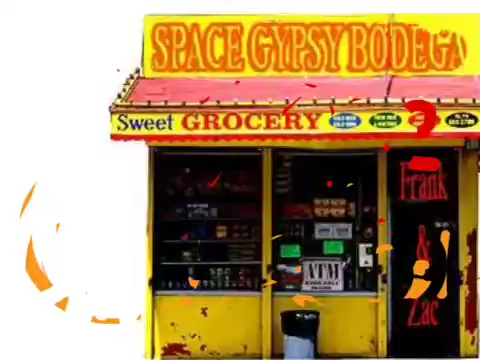 SPACE GYPSY BODEGA
Sweet GROCERY
Frank
&
Zac
ATM